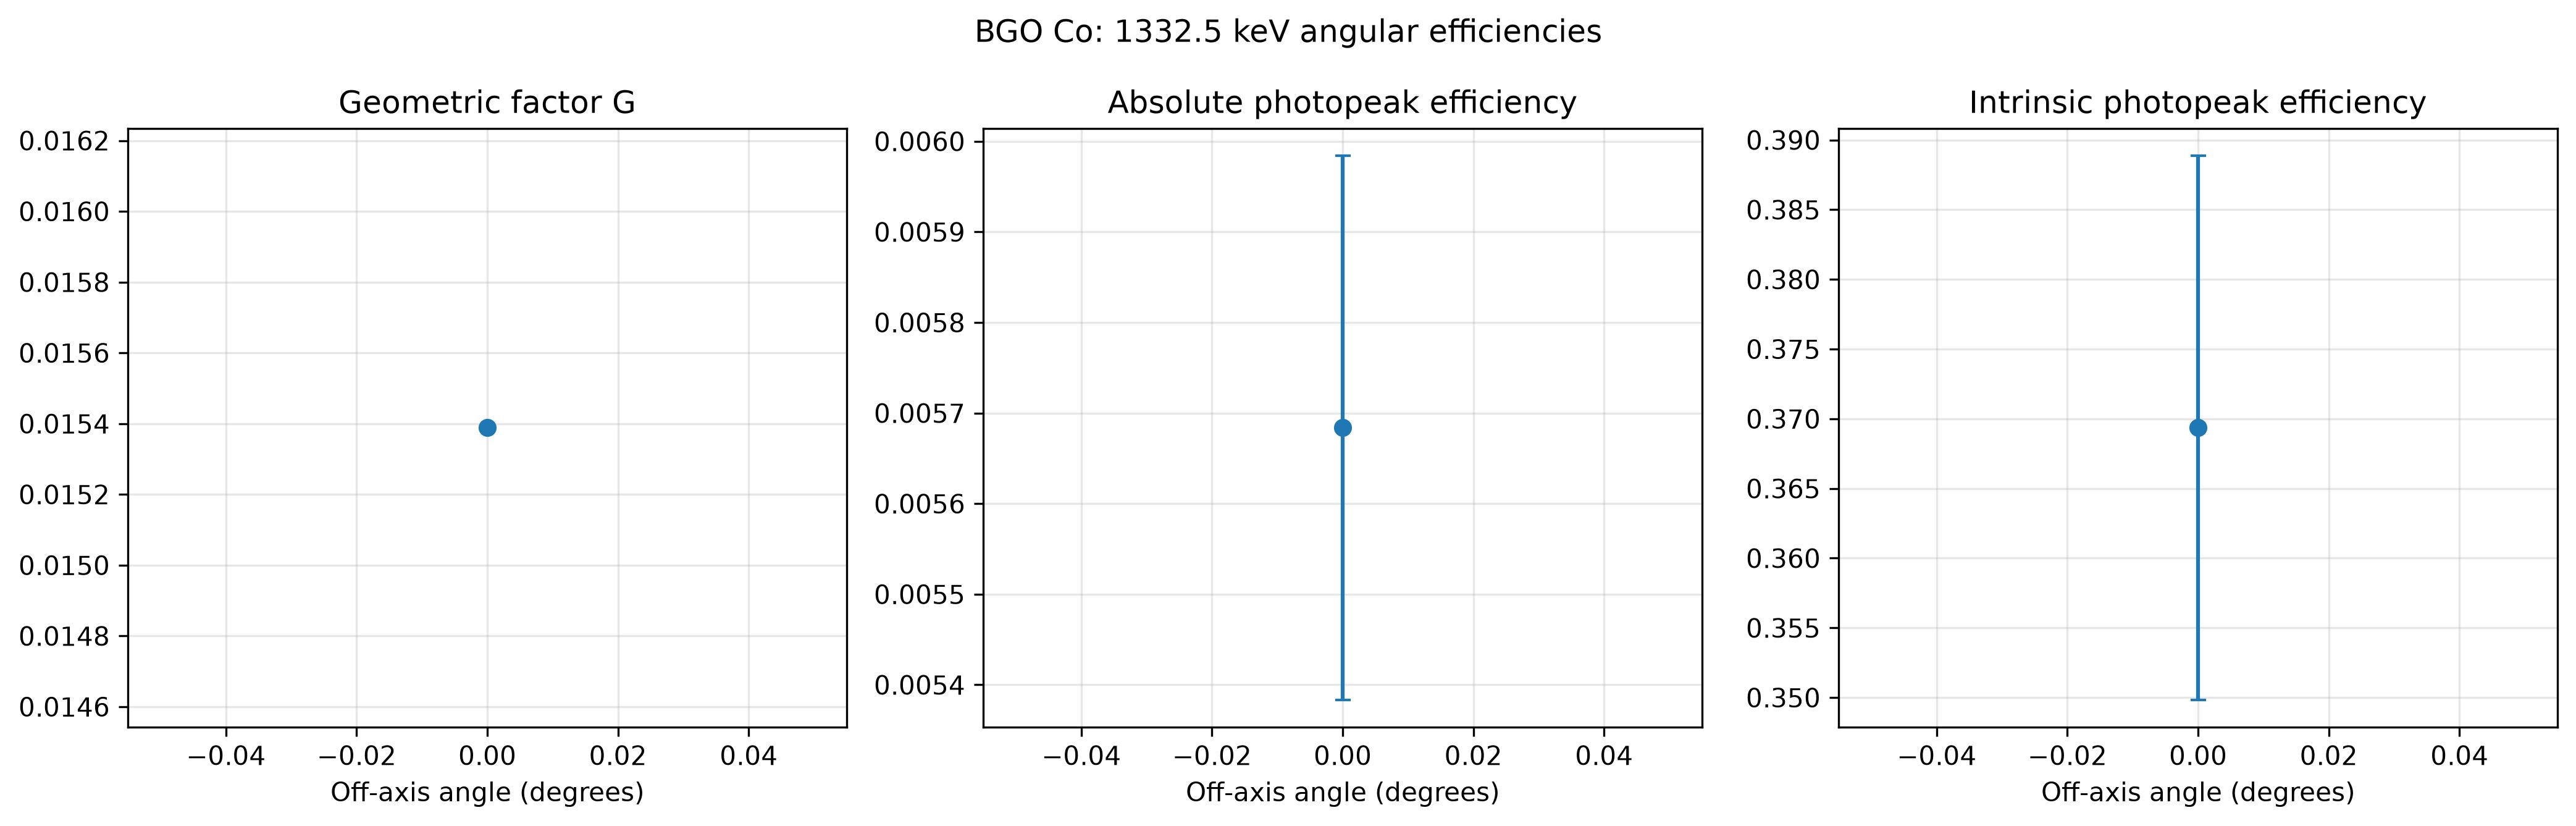 BGO Co: 1332.5 keV angular efficiencies
Geometric factor G
0.0162
0.0160
0.0158
0.0156
0.0154
0.0152
0.0150
0.0148
0.0146
−0.04 −0.02 0.00 0.02 0.04
Off-axis angle (degrees)
Absolute photopeak efficiency
0.0060
0.0059
0.0058
0.0057
0.0056
0.0055
0.0054
−0.04 −0.02 0.00 0.02 0.04
Off-axis angle (degrees)
Intrinsic photopeak efficiency
0.390
0.385
0.380
0.375
0.370
0.365
0.360
0.355
0.350
−0.04 −0.02 0.00 0.02 0.04
Off-axis angle (degrees)